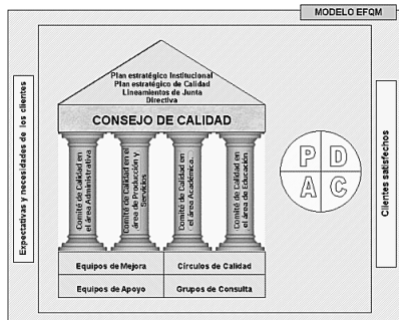 MODELO EFQM
Expectativas y necesidades de los clientes
Plan estratégico Institucional
Plan estratégico de Calidad
Lineamientos de Junta
Directiva
CONSEJO DE CALIDAD
Comité de Calidad en
el área Administrativa
Comité de Calidad en el
área de Producción y
Servicios
Comité de Calidad en
el área Académica..
Comité de Calidad en
el área de Educación
Equipos de Mejora
Círculos de Calidad
Equipos de Apoyo
Grupos de Consulta
P D
A C
Clientes satisfechos